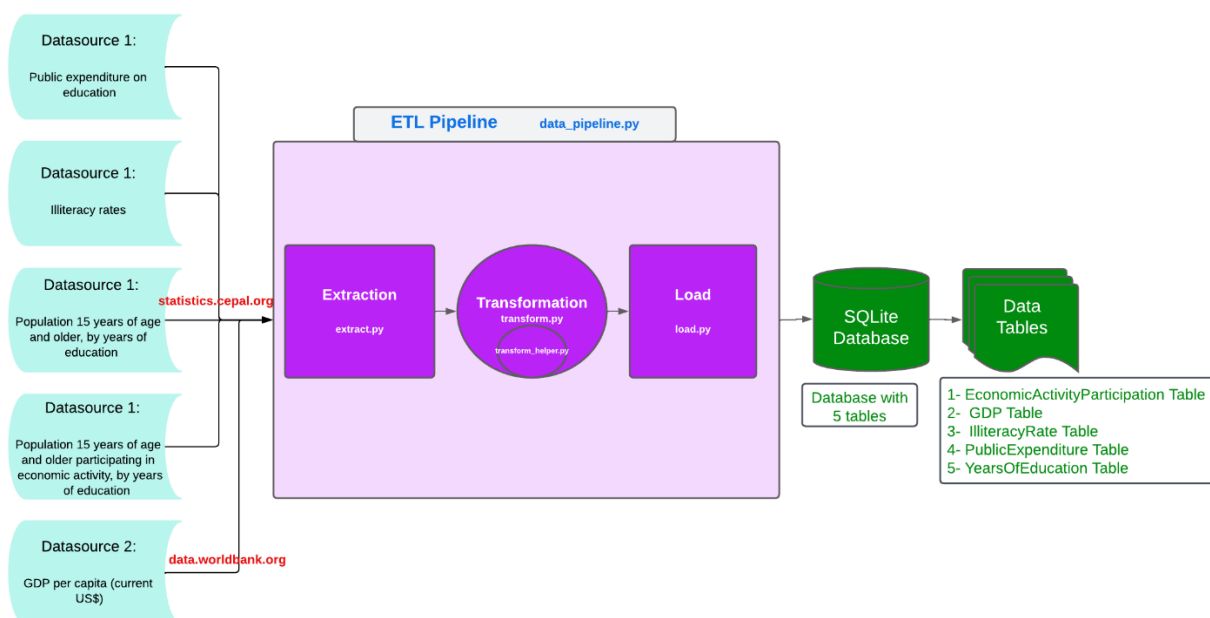 Datasource 1:
Public expenditure on
education
Datasource 1:
Illiteracy rates
Datasource 1:
Population 15 years of age
and older, by years of
education
statistics.cepal.org
Datasource 1:
Population 15 years of age
and older participating in
economic activity, by years
of education
Datasource 2:
GDP per capita (current
US$)
data.worldbank.org
ETL Pipeline data_pipeline.py
Extraction
extract.py
Transformation
transform.py
transform_helper.py
Load
load.py
SQLite
Database
Database with
5 tables
Data
Tables
1- EconomicActivityParticipation Table
2- GDP Table
3- IlliteracyRate Table
4- PublicExpenditure Table
5- YearsOfEducation Table